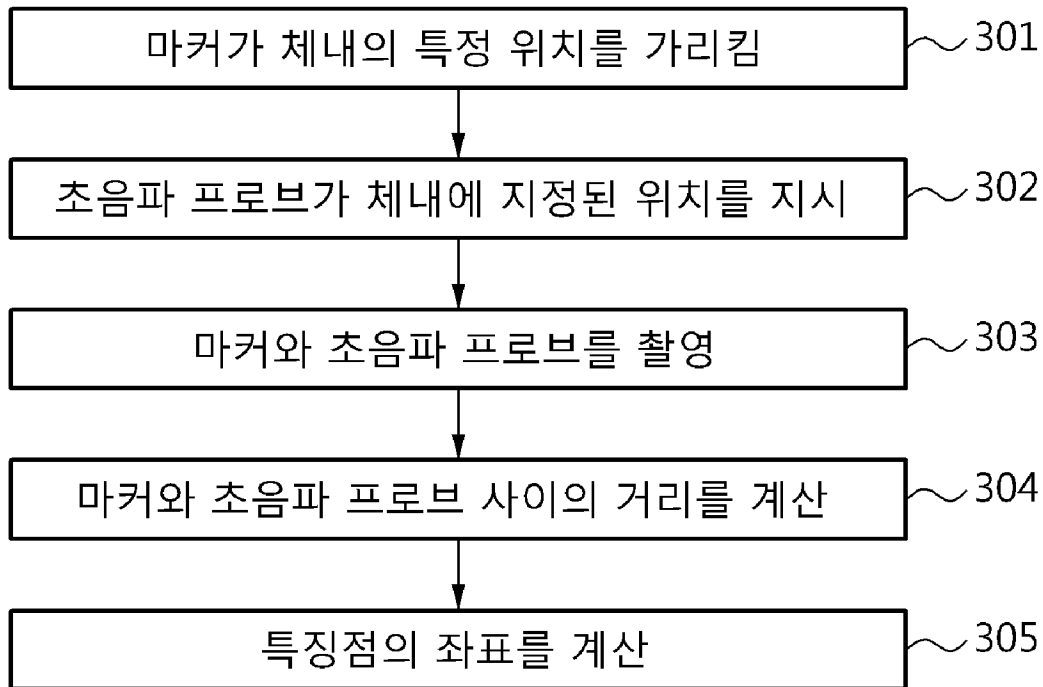 마커가 체내의 특정 위치를 가리킴
301
초음파 프로브가 체내에 지정된 위치를 지시
302
마커와 초음파 프로브를 촬영
303
마커와 초음파 프로브 사이의 거리를 계산
304
특징점의 좌표를 계산
305